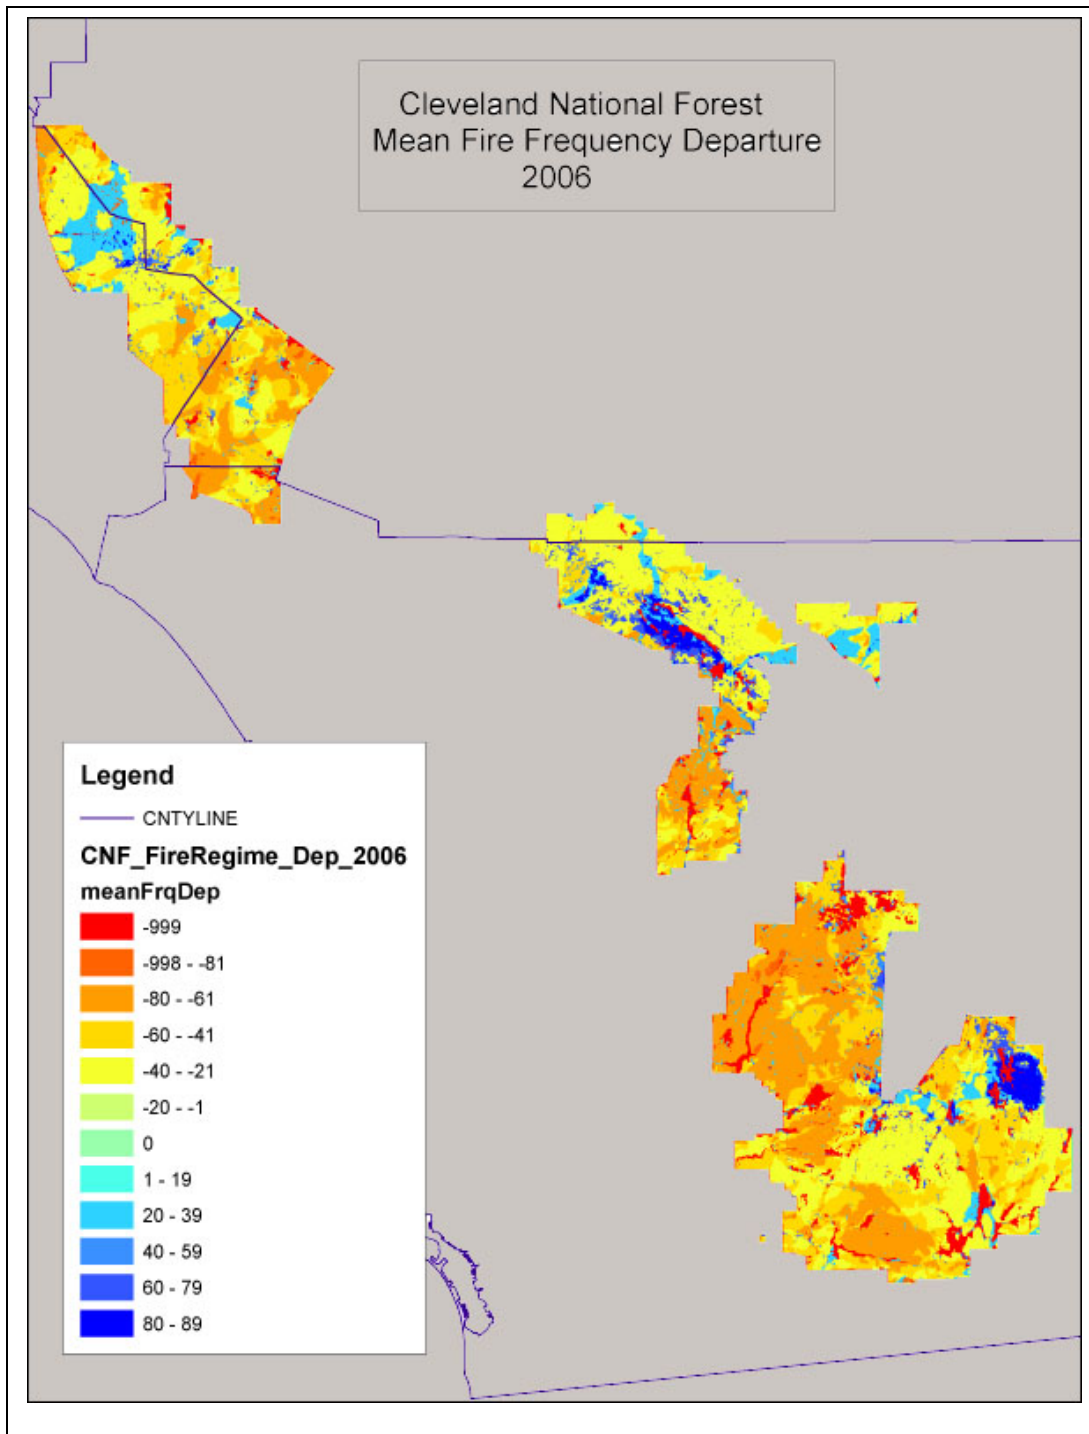 Cleveland National Forest
Mean Fire Frequency Departure
2006
Legend
CNTYLINE
CNF_FireRegime_Dep_2006
meanFrqDep
-999
-998 - -81
-80 - -61
-60 - -41
-40 - -21
-20 - -1
0
1 - 19
20 - 39
40 - 59
60 - 79
80 - 89